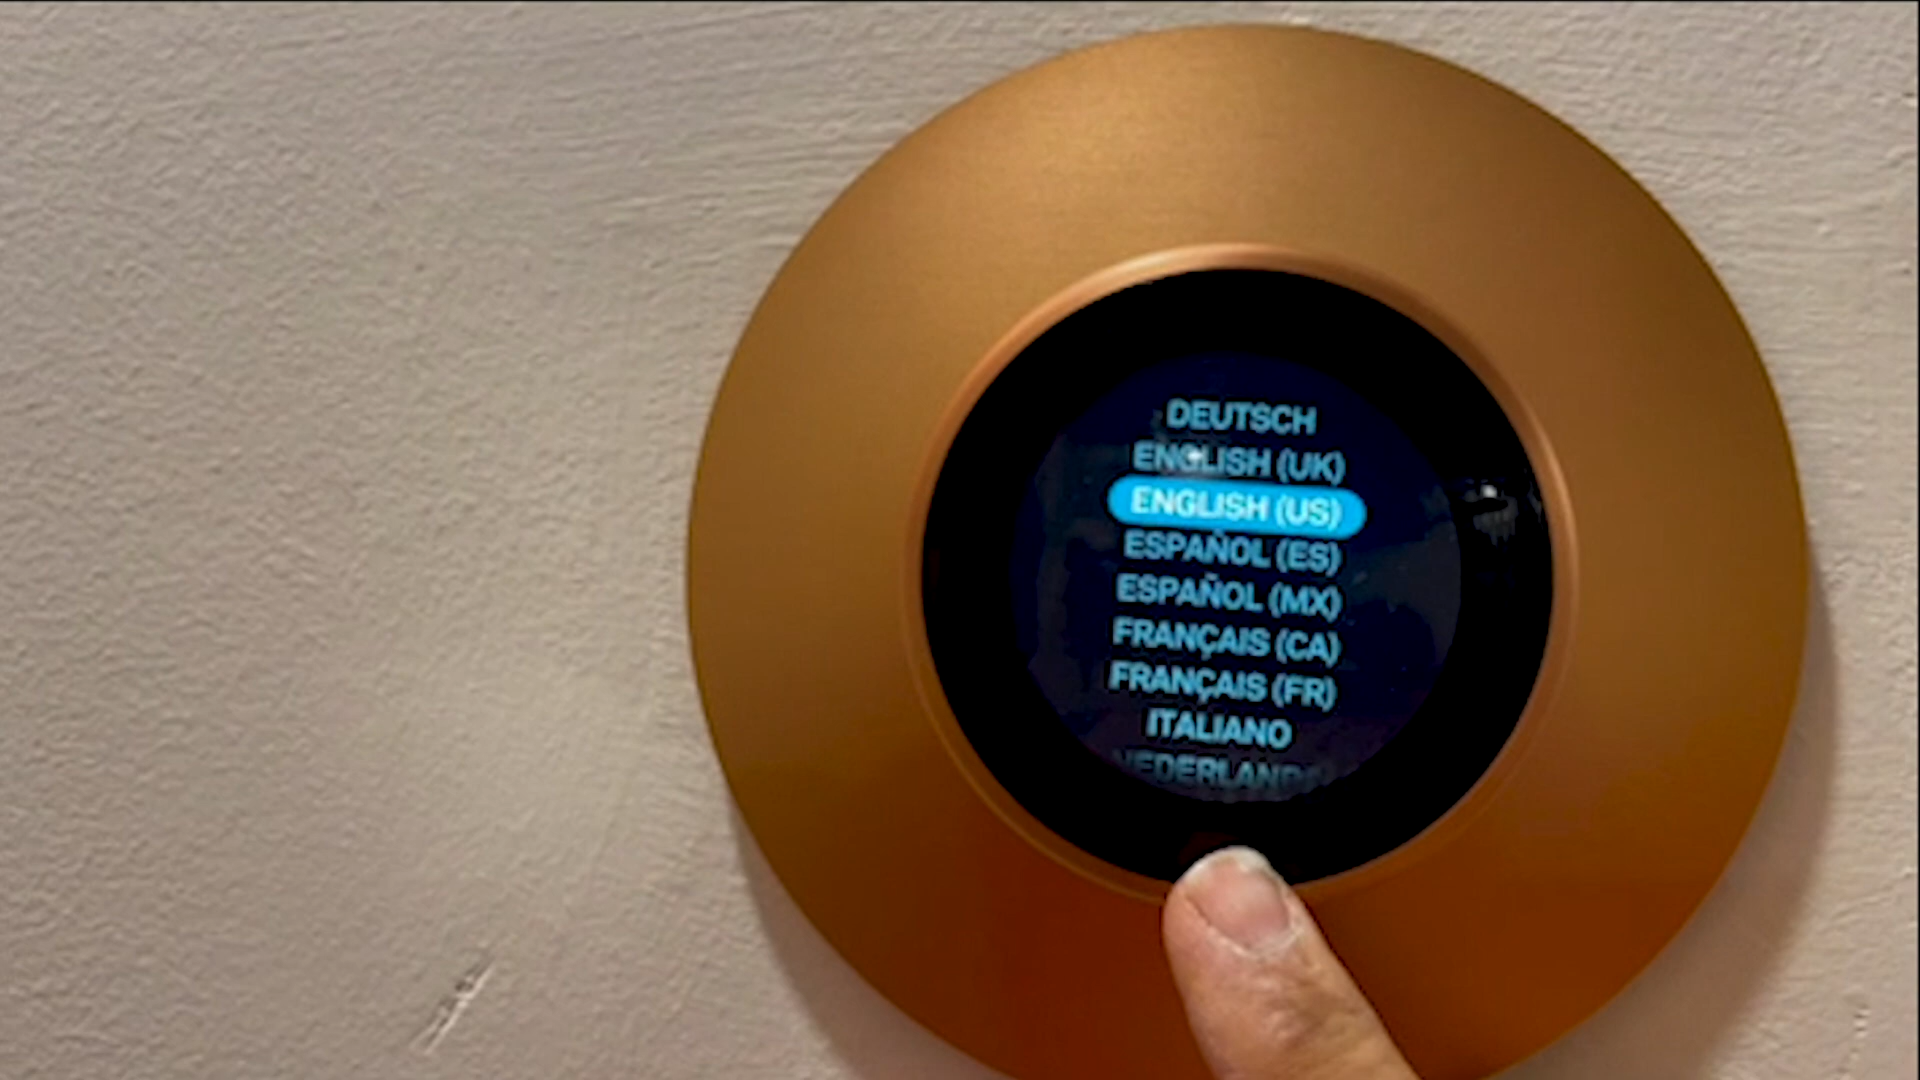 DEUTSCH
ENGLISH (UK)
ENGLISH (US)
ESPAÑOL (ES)
ESPAÑOL (MX)
FRANÇAIS (CA)
FRANÇAIS (FR)
ITALIANO